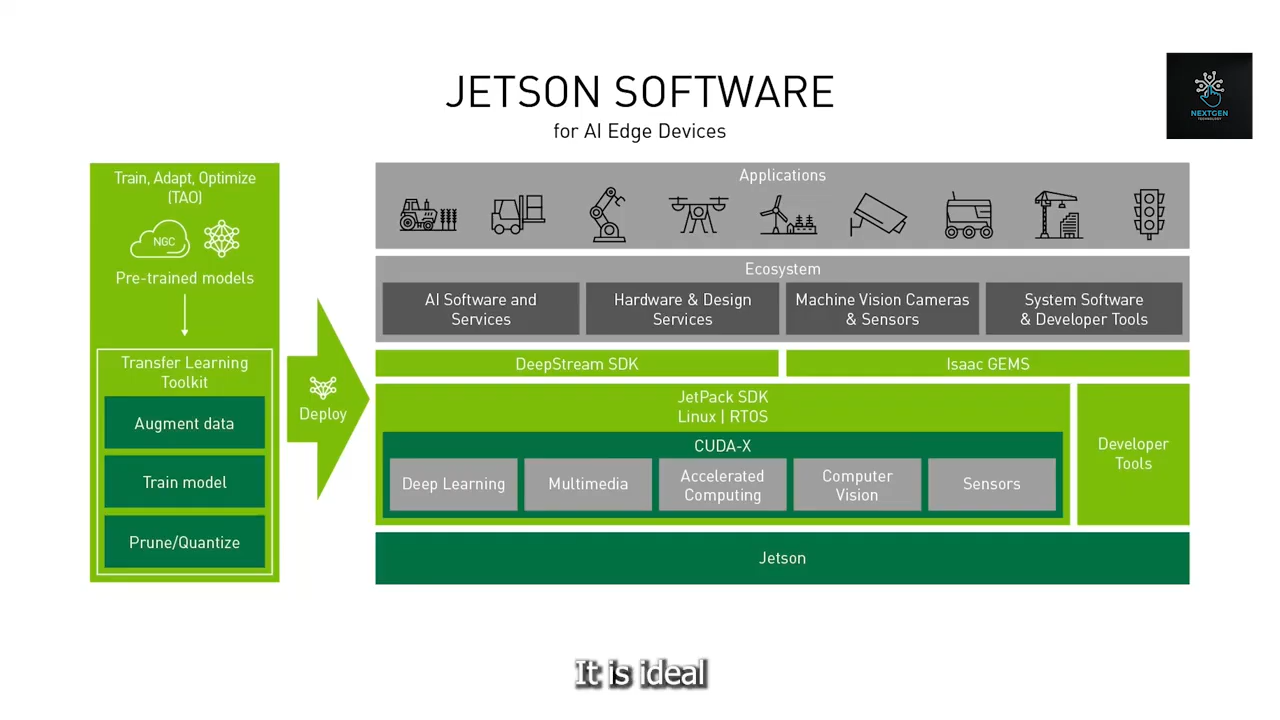 JETSON SOFTWARE
for AI Edge Devices
NEXTGEN
TECHNOLOGY
Train, Adapt, Optimize
(TAO)
NGC
Pre-trained models
Transfer Learning
Toolkit
Augment data
Train model
Prune/Quantize
Deploy
Applications
Ecosystem
AI Software and
Services
Hardware & Design
Services
Machine Vision Cameras
& Sensors
System Software
& Developer Tools
DeepStream SDK
Isaac GEMS
JetPack SDK
Linux | RTOS
CUDA-X
Deep Learning
Multimedia
Accelerated
Computing
Computer
Vision
Sensors
Developer
Tools
Jetson
It is ideal